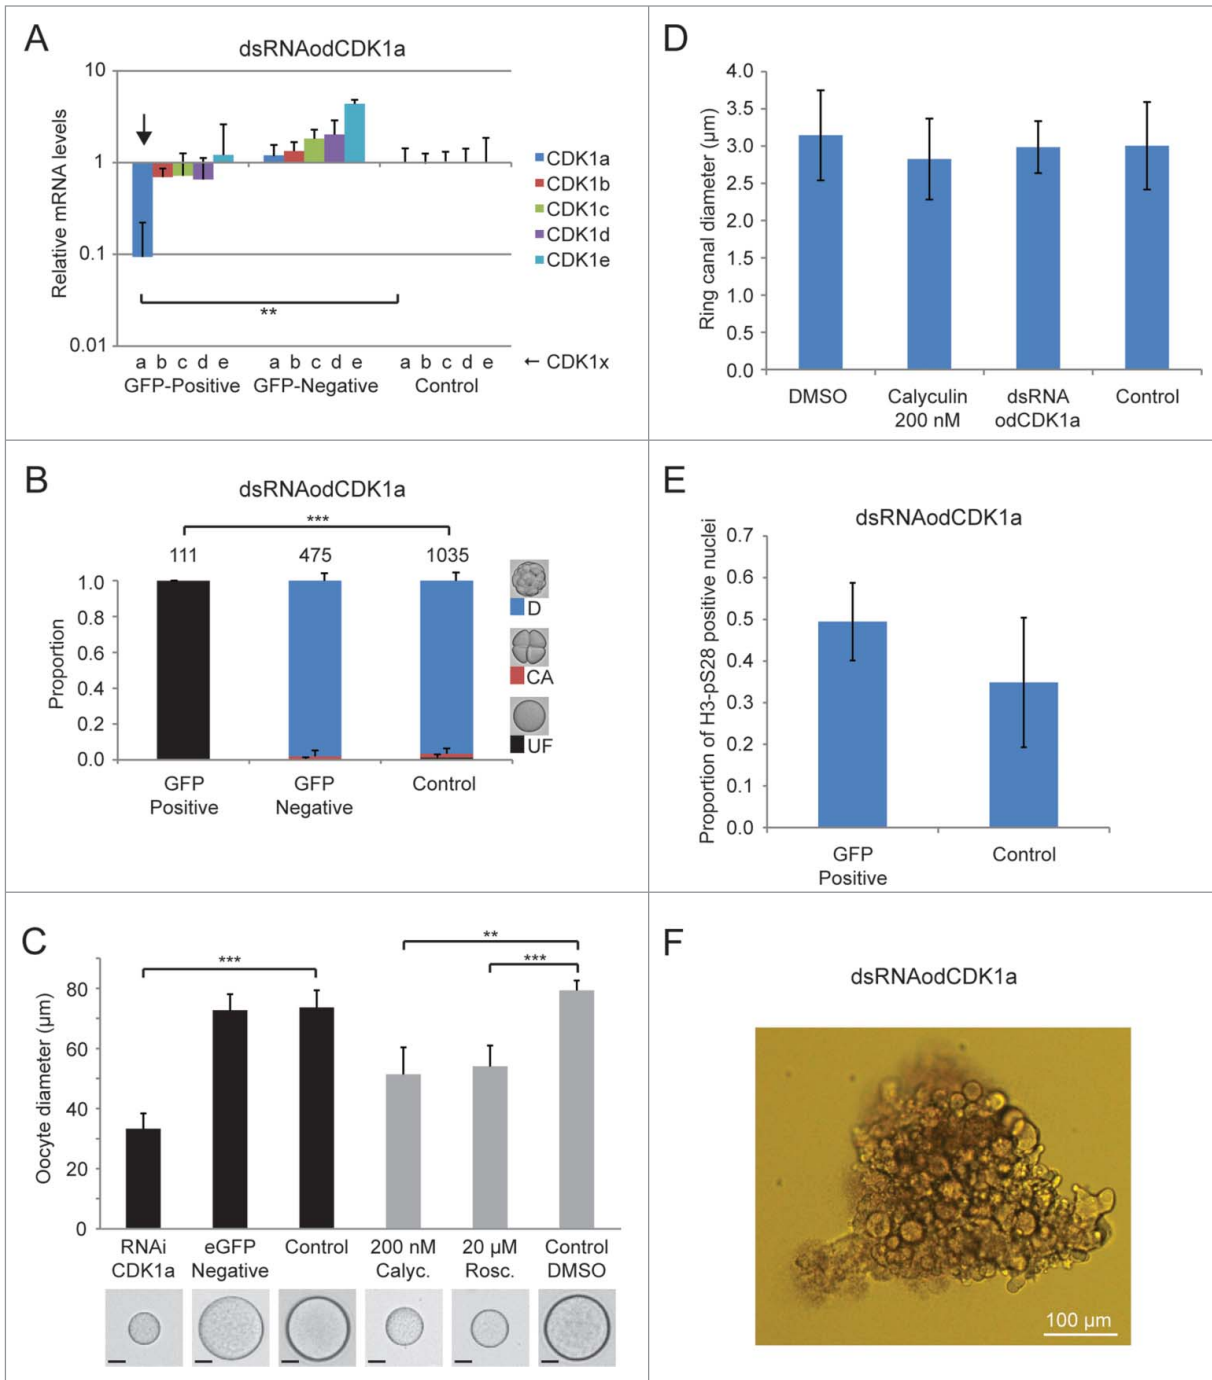 A
dsRNAodCDK1a
Relative mRNA levels
10
1
0.1
0.01
**
CDK1a
CDK1b
CDK1c
CDK1d
CDK1e
a b c d e a b c d e a b c d e ← CDK1x
GFP-Positive GFP-Negative Control
B
dsRNAodCDK1a
***
111 475 1035
Proportion
1.0
0.8
0.6
0.4
0.2
0.0
D
CA
UF
GFP GFP Control
Positive Negative
C
Oocyte diameter (µm)
80
60
40
20
0
***
**
***
RNAi eGFP Control 200 nM 20 µM Control
CDK1a Negative Calyc. Rosc. DMSO
D
Ring canal diameter (µm)
4.0
3.5
3.0
2.5
2.0
1.5
1.0
0.5
0.0
DMSO Calyculin dsRNA Control
200 nM odCDK1a
E
dsRNAodCDK1a
Proportion of H3-pS28 positive nuclei
0.7
0.6
0.5
0.4
0.3
0.2
0.1
0.0
GFP Control
Positive
F
dsRNAodCDK1a
100 µm